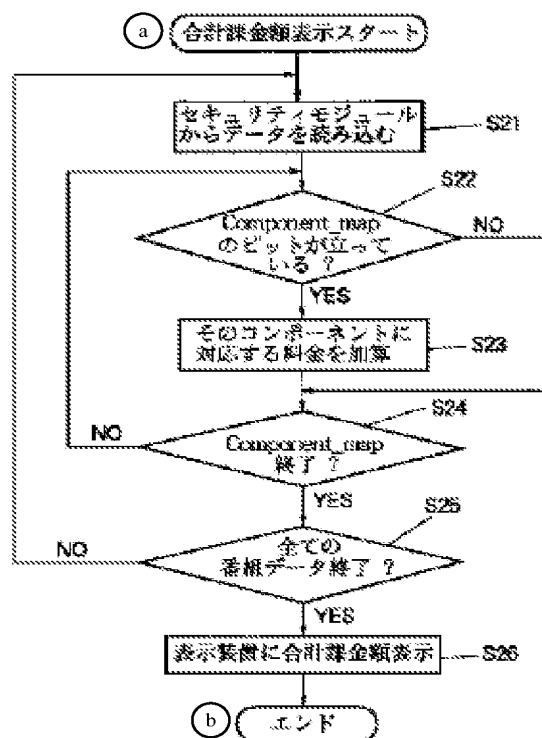 a 合計課金額表示スタート
セキュリティモジュール
からデータを読み込む
S21
S22
Component_map
のビットが立って
いる ?
NO
YES
そのコンポーネントに
対応する料金を加算
S23
S24
Component_map
終了 ?
NO
YES
S25
全ての
番組データ終了 ?
NO
YES
表示装置に合計課金額表示
S26
b エンド